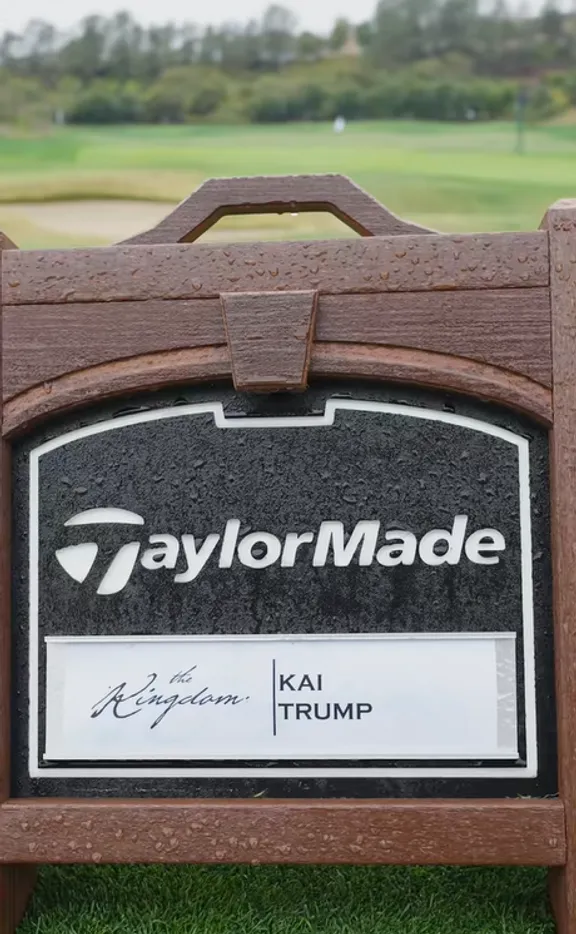 TaylorMade
the
Kingdom.
KAI
TRUMP